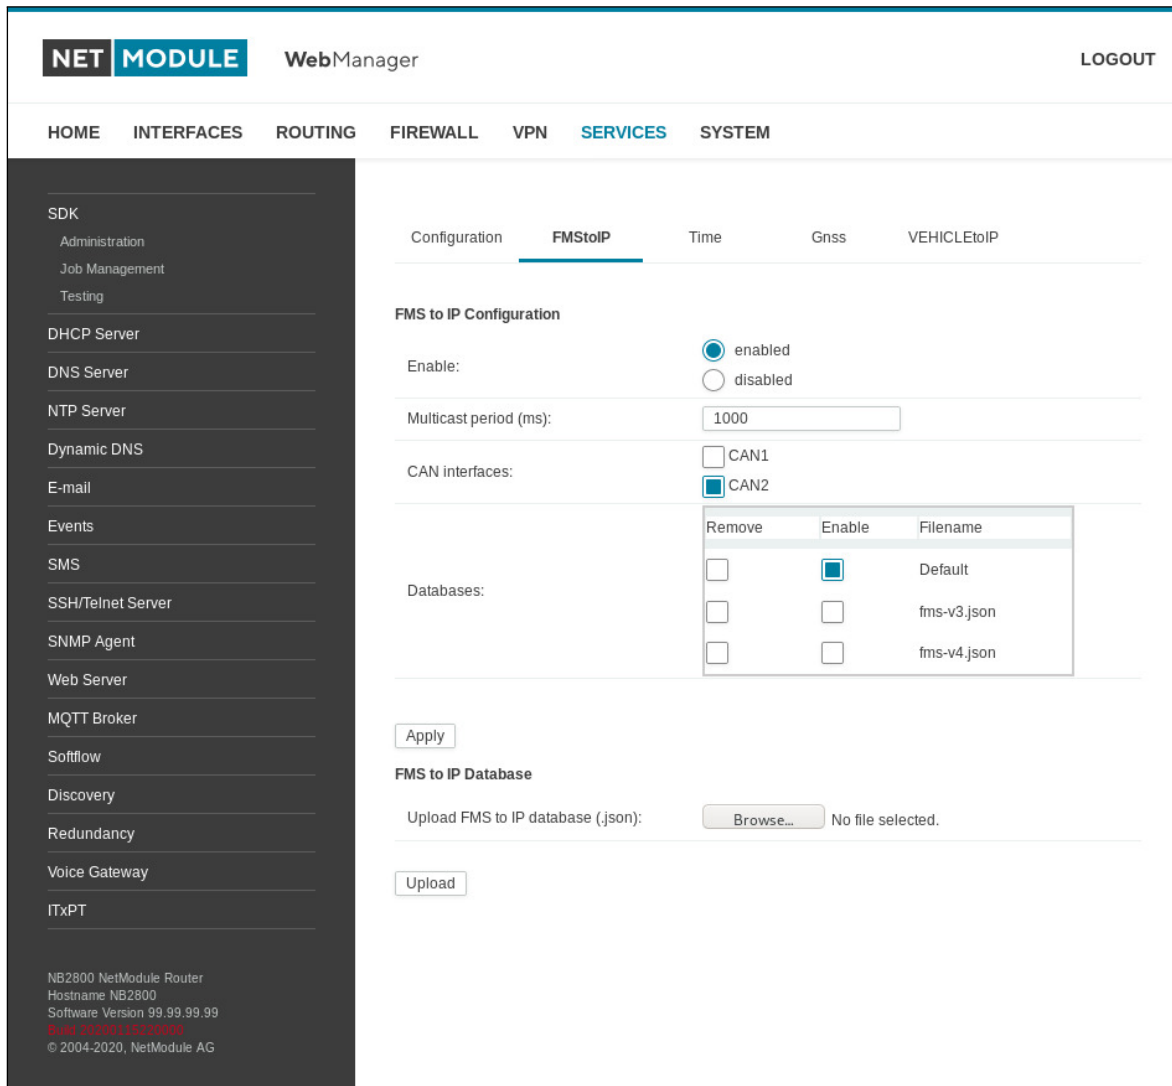 NET MODULE WebManager LOGOUT
HOME INTERFACES ROUTING FIREWALL VPN SERVICES SYSTEM
SDK
Administration
Job Management
Testing
DHCP Server
DNS Server
NTP Server
Dynamic DNS
E-mail
Events
SMS
SSH/Telnet Server
SNMP Agent
Web Server
MQTT Broker
Softflow
Discovery
Redundancy
Voice Gateway
ITxPT
NB2800 NetModule Router
Hostname NB2800
Software Version 99.99.99.99
Build
© 2004-2020, NetModule AG
Configuration FMStoIP Time Gnss VEHICLEtoIP
FMS to IP Configuration
Enable:
enabled
disabled
Multicast period (ms): 1000
CAN interfaces:
CAN1
CAN2
Databases:
Remove Enable Filename
Default
fms-v3.json
fms-v4.json
Apply
FMS to IP Database
Upload FMS to IP database (.json): Browse... No file selected.
Upload